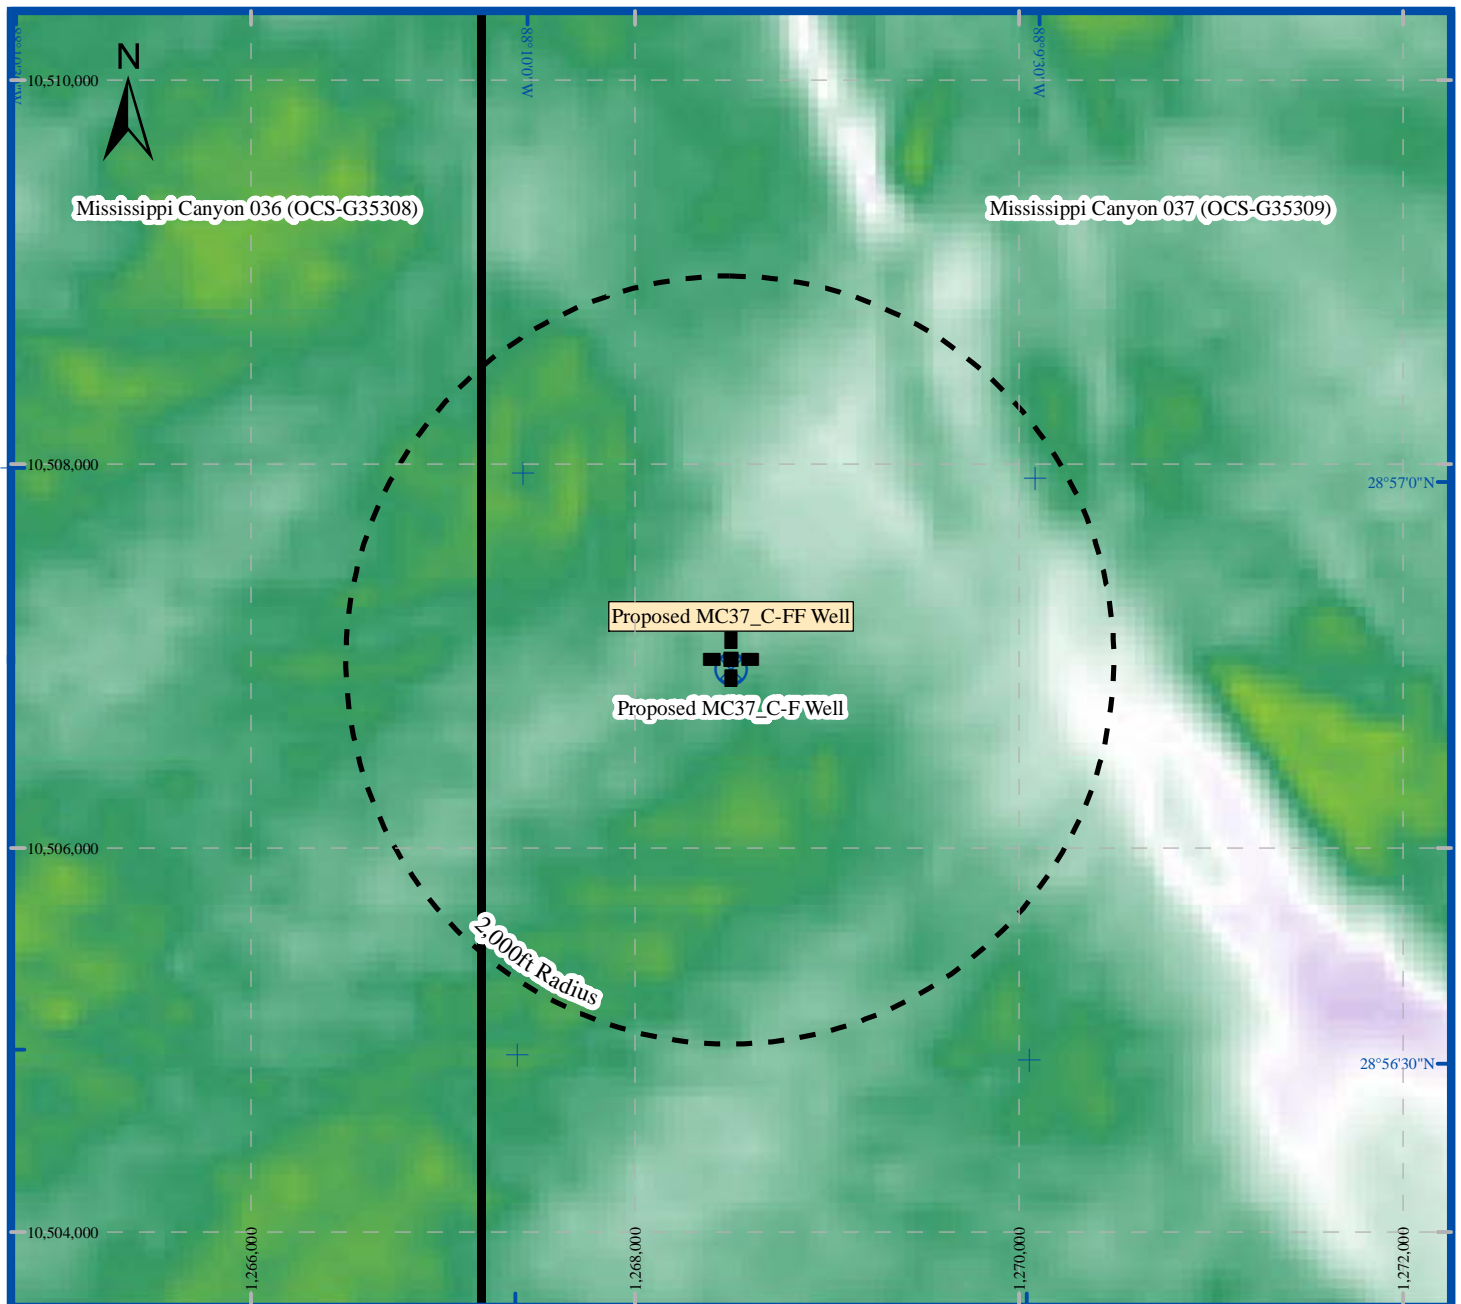 88°10'0"W
88°9'30"W
N
10,510,000
Mississippi Canyon 036 (OCS-G35308)
Mississippi Canyon 037 (OCS-G35309)
10,508,000
28°57'0"N
Proposed MC37_C-FF Well
Proposed MC37_C-F Well
10,506,000
2,000ft Radius
28°56'30"N
10,504,000
1,266,000
1,268,000
1,270,000
1,272,000